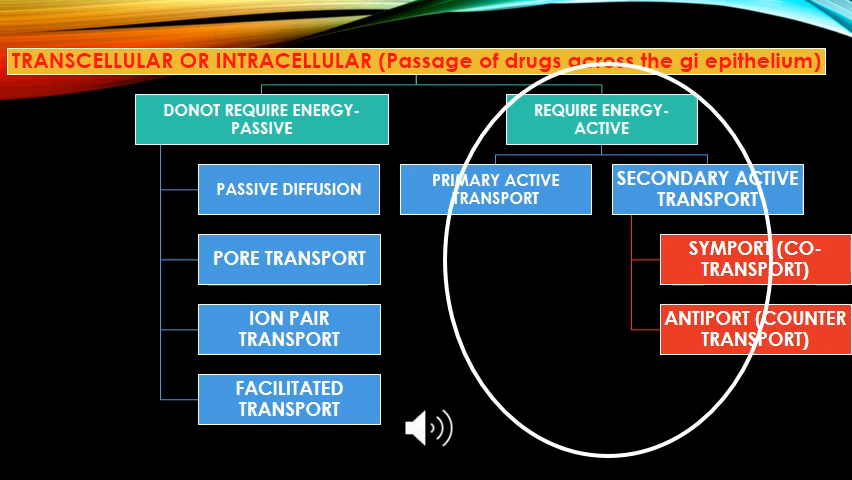 TRANSCELLULAR OR INTRACELLULAR (Passage of drugs across the gi epithelium)
DONOT REQUIRE ENERGY-
PASSIVE
REQUIRE ENERGY-
ACTIVE
PASSIVE DIFFUSION
PRIMARY ACTIVE
TRANSPORT
SECONDARY ACTIVE
TRANSPORT
PORE TRANSPORT
SYMPORT (CO-
TRANSPORT)
ION PAIR
TRANSPORT
ANTIPORT (COUNTER
TRANSPORT)
FACILITATED
TRANSPORT